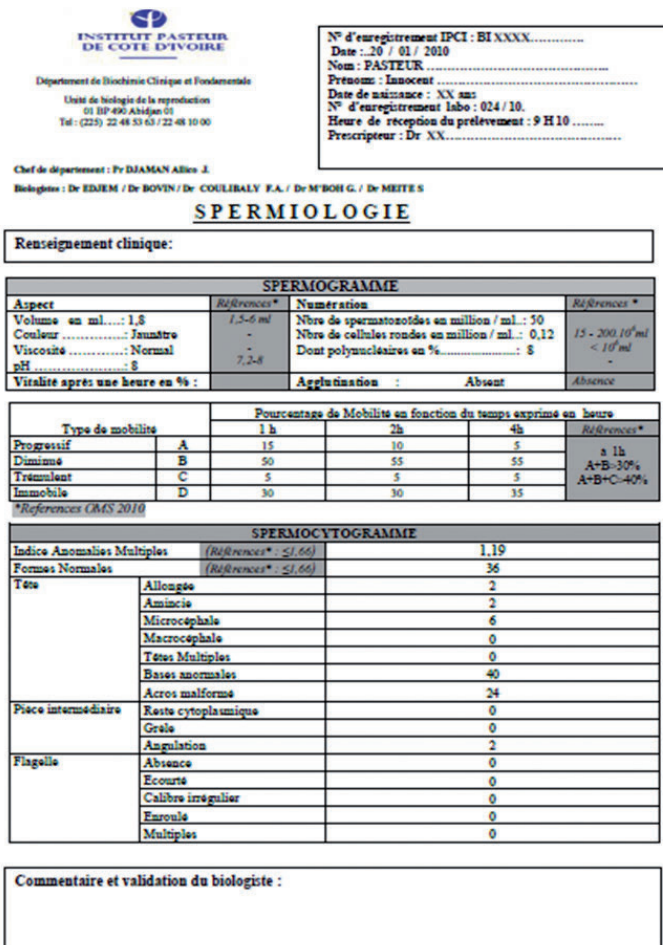 INSTITUT PASTEUR
DE COTE D'IVOIRE
Département de Biochimie Clinique et Fondamentale
Unité de biologie de la reproduction
01 BP 490 Abidjan 01
Tel : (225) 22 48 53 63 / 22 48 10 00
N° d'enregistrement IPCI : BI XXXX.............
Date :..20 / 01 / 2010
Nom : PASTEUR ............................................
Prénoms : Innocent ................................................
Date de naissance : XX ans
N° d'enregistrement labo : 024 / 10.
Heure de réception du prélèvement : 9 H 10 ........
Prescripteur : Dr XX..........................................
Chef de département : Pr DJAMAN Allico J.
Biologistes : Dr EDJEM / Dr BOVIN / Dr COULIBALY F.A. / Dr M'BOH G. / Dr MEITE S
SPERMIOLOGIE
Renseignement clinique:
SPERMOGRAMME
Aspect Références* Numération Références *
Volume en ml....: 1,8 1,5-6 ml Nbre de spermatozoïdes en million / ml..: 50 15 - 200.10⁶ml
Couleur ..............: Jaunâtre - Nbre de cellules rondes en million / ml..: 0,12 < 10⁶ml
Viscosité .............: Normal - Dont polynucléaires en %.....................: 8 -
pH ......................: 8 7,2-8
Vitalité après une heure en % : Agglutination : Absent Absence
Pourcentage de Mobilité en fonction du temps exprimé en heure
Type de mobilité 1 h 2h 4h Références*
Progressif A 15 10 5
Diminué B 50 55 55
Trémulent C 5 5 5
Immobile D 30 30 35
a 1h
A+B>30%
A+B+C>40%
*References OMS 2010
SPERMOCYTOGRAMME
Indice Anomalies Multiples (Références* : ≤1,66) 1,19
Formes Normales (Références* : ≤1,66) 36
Tête Allongée 2
Amincie 2
Microcéphale 6
Macrocéphale 0
Têtes Multiples 0
Bases anormales 40
Acros malformé 24
Pièce intermédiaire Reste cytoplasmique 0
Grêle 0
Angulation 2
Flagelle Absence 0
Ecourté 0
Calibre irrégulier 0
Enroulé 0
Multiples 0
Commentaire et validation du biologiste :